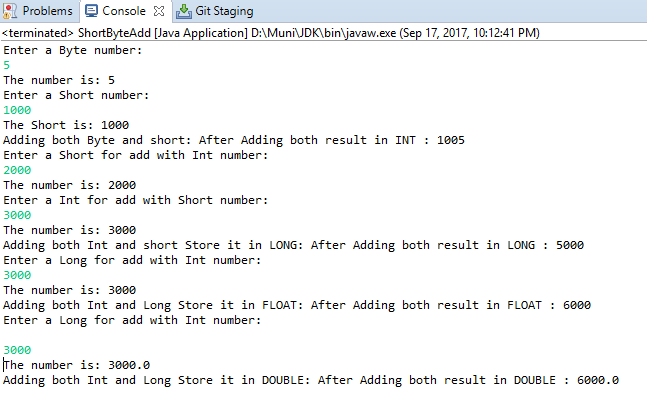 Problems Console Git Staging
<terminated> ShortByteAdd [Java Application] D:\Muni\JDK\bin\javaw.exe (Sep 17, 2017, 10:12:41 PM)
Enter a Byte number:
5
The number is: 5
Enter a Short number:
1000
The Short is: 1000
Adding both Byte and short: After Adding both result in INT : 1005
Enter a Short for add with Int number:
2000
The number is: 2000
Enter a Int for add with Short number:
3000
The number is: 3000
Adding both Int and short Store it in LONG: After Adding both result in LONG : 5000
Enter a Long for add with Int number:
3000
The number is: 3000
Adding both Int and Long Store it in FLOAT: After Adding both result in FLOAT : 6000
Enter a Long for add with Int number:
3000
The number is: 3000.0
Adding both Int and Long Store it in DOUBLE: After Adding both result in DOUBLE : 6000.0